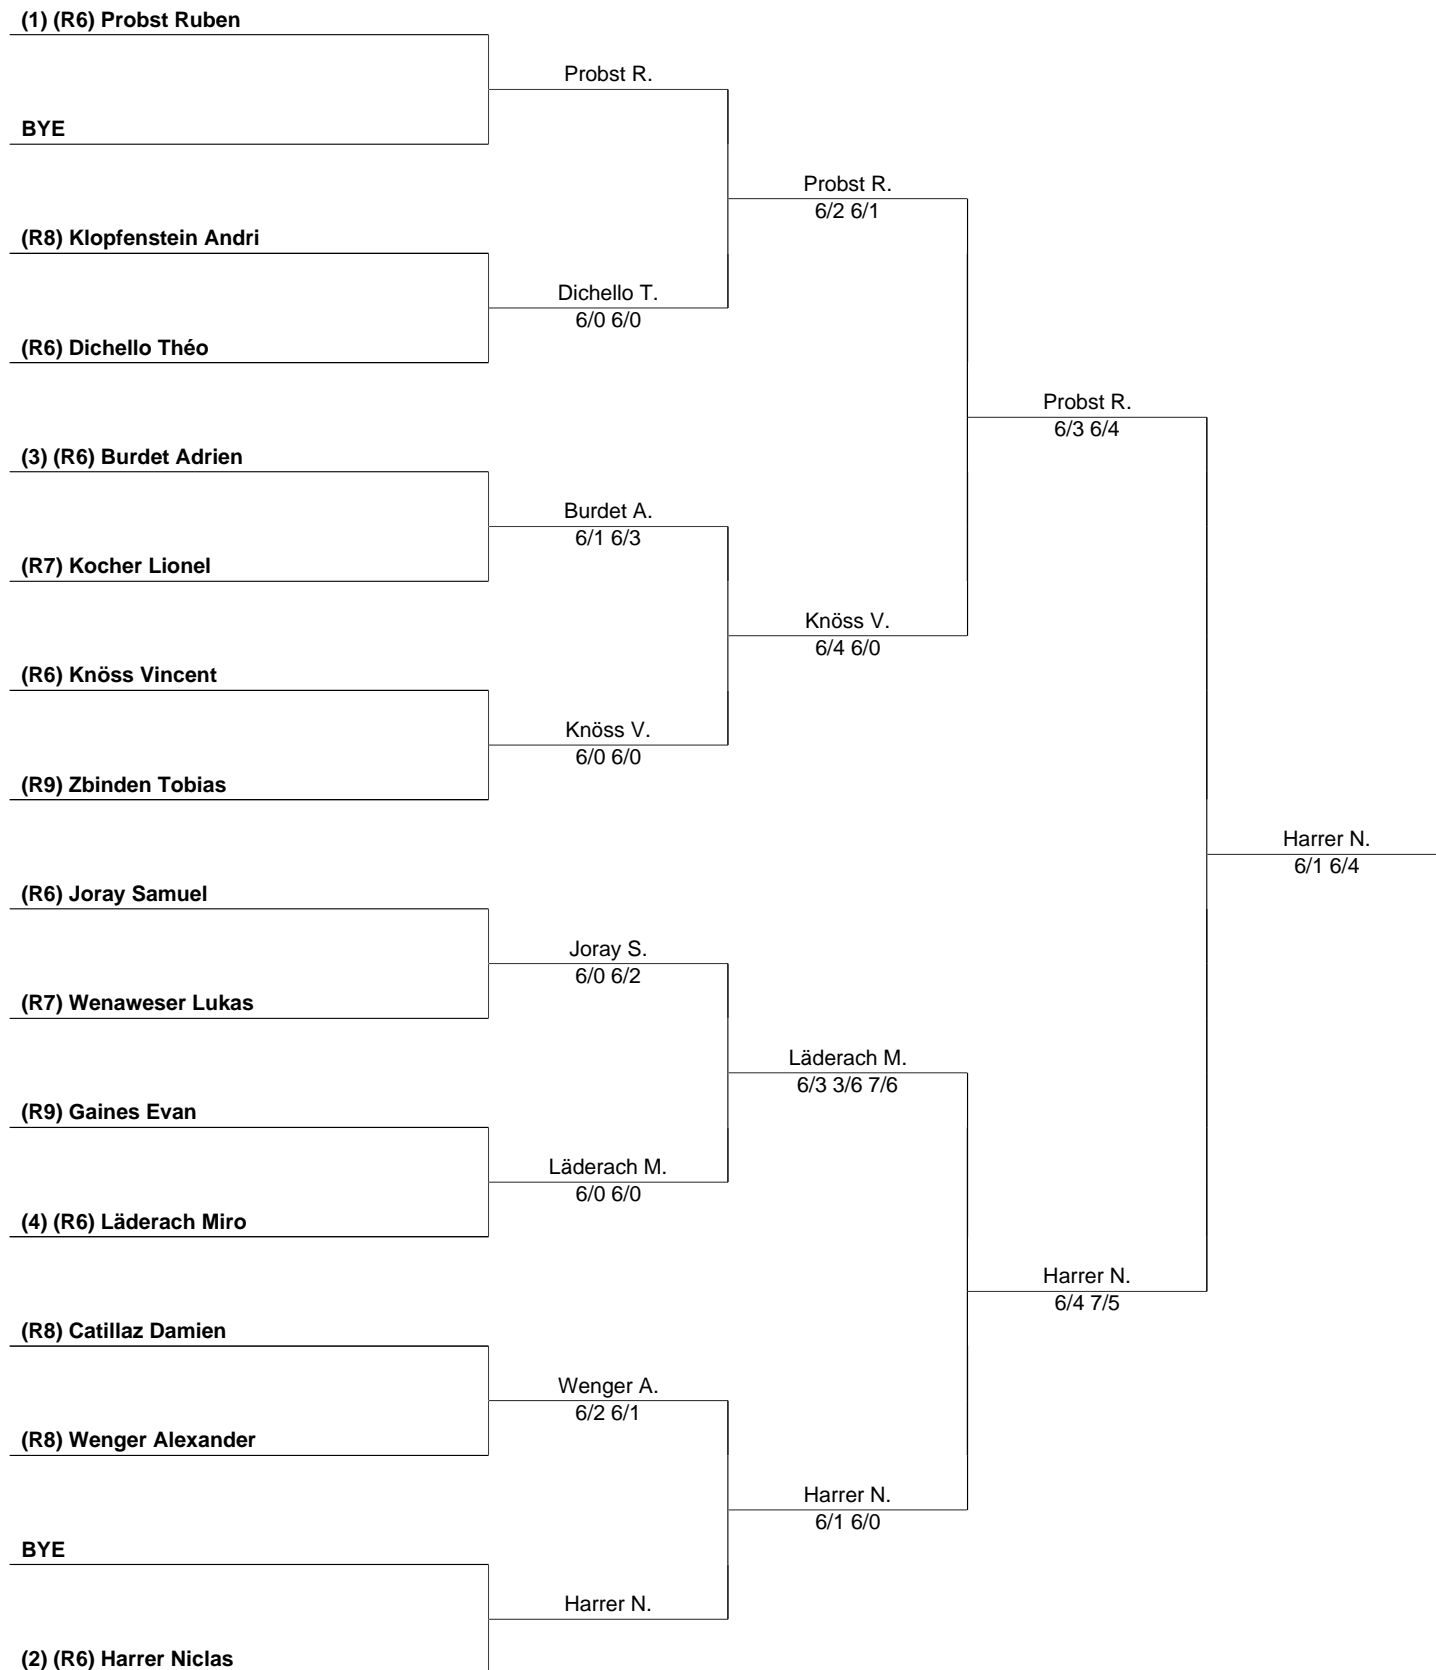 (1) (R6) Probst Ruben
Probst R.
BYE
Probst R.
6/2 6/1
(R8) Klopfenstein Andri
Dichello T.
6/0 6/0
(R6) Dichello Théo
Probst R.
6/3 6/4
(3) (R6) Burdet Adrien
Burdet A.
6/1 6/3
(R7) Kocher Lionel
Knöss V.
6/4 6/0
(R6) Knöss Vincent
Knöss V.
6/0 6/0
(R9) Zbinden Tobias
Harrer N.
6/1 6/4
(R6) Joray Samuel
Joray S.
6/0 6/2
(R7) Wenaweser Lukas
Läderach M.
6/3 3/6 7/6
(R9) Gaines Evan
Läderach M.
6/0 6/0
(4) (R6) Läderach Miro
Harrer N.
6/4 7/5
(R8) Catillaz Damien
Wenger A.
6/2 6/1
(R8) Wenger Alexander
Harrer N.
6/1 6/0
BYE
Harrer N.
(2) (R6) Harrer Niclas